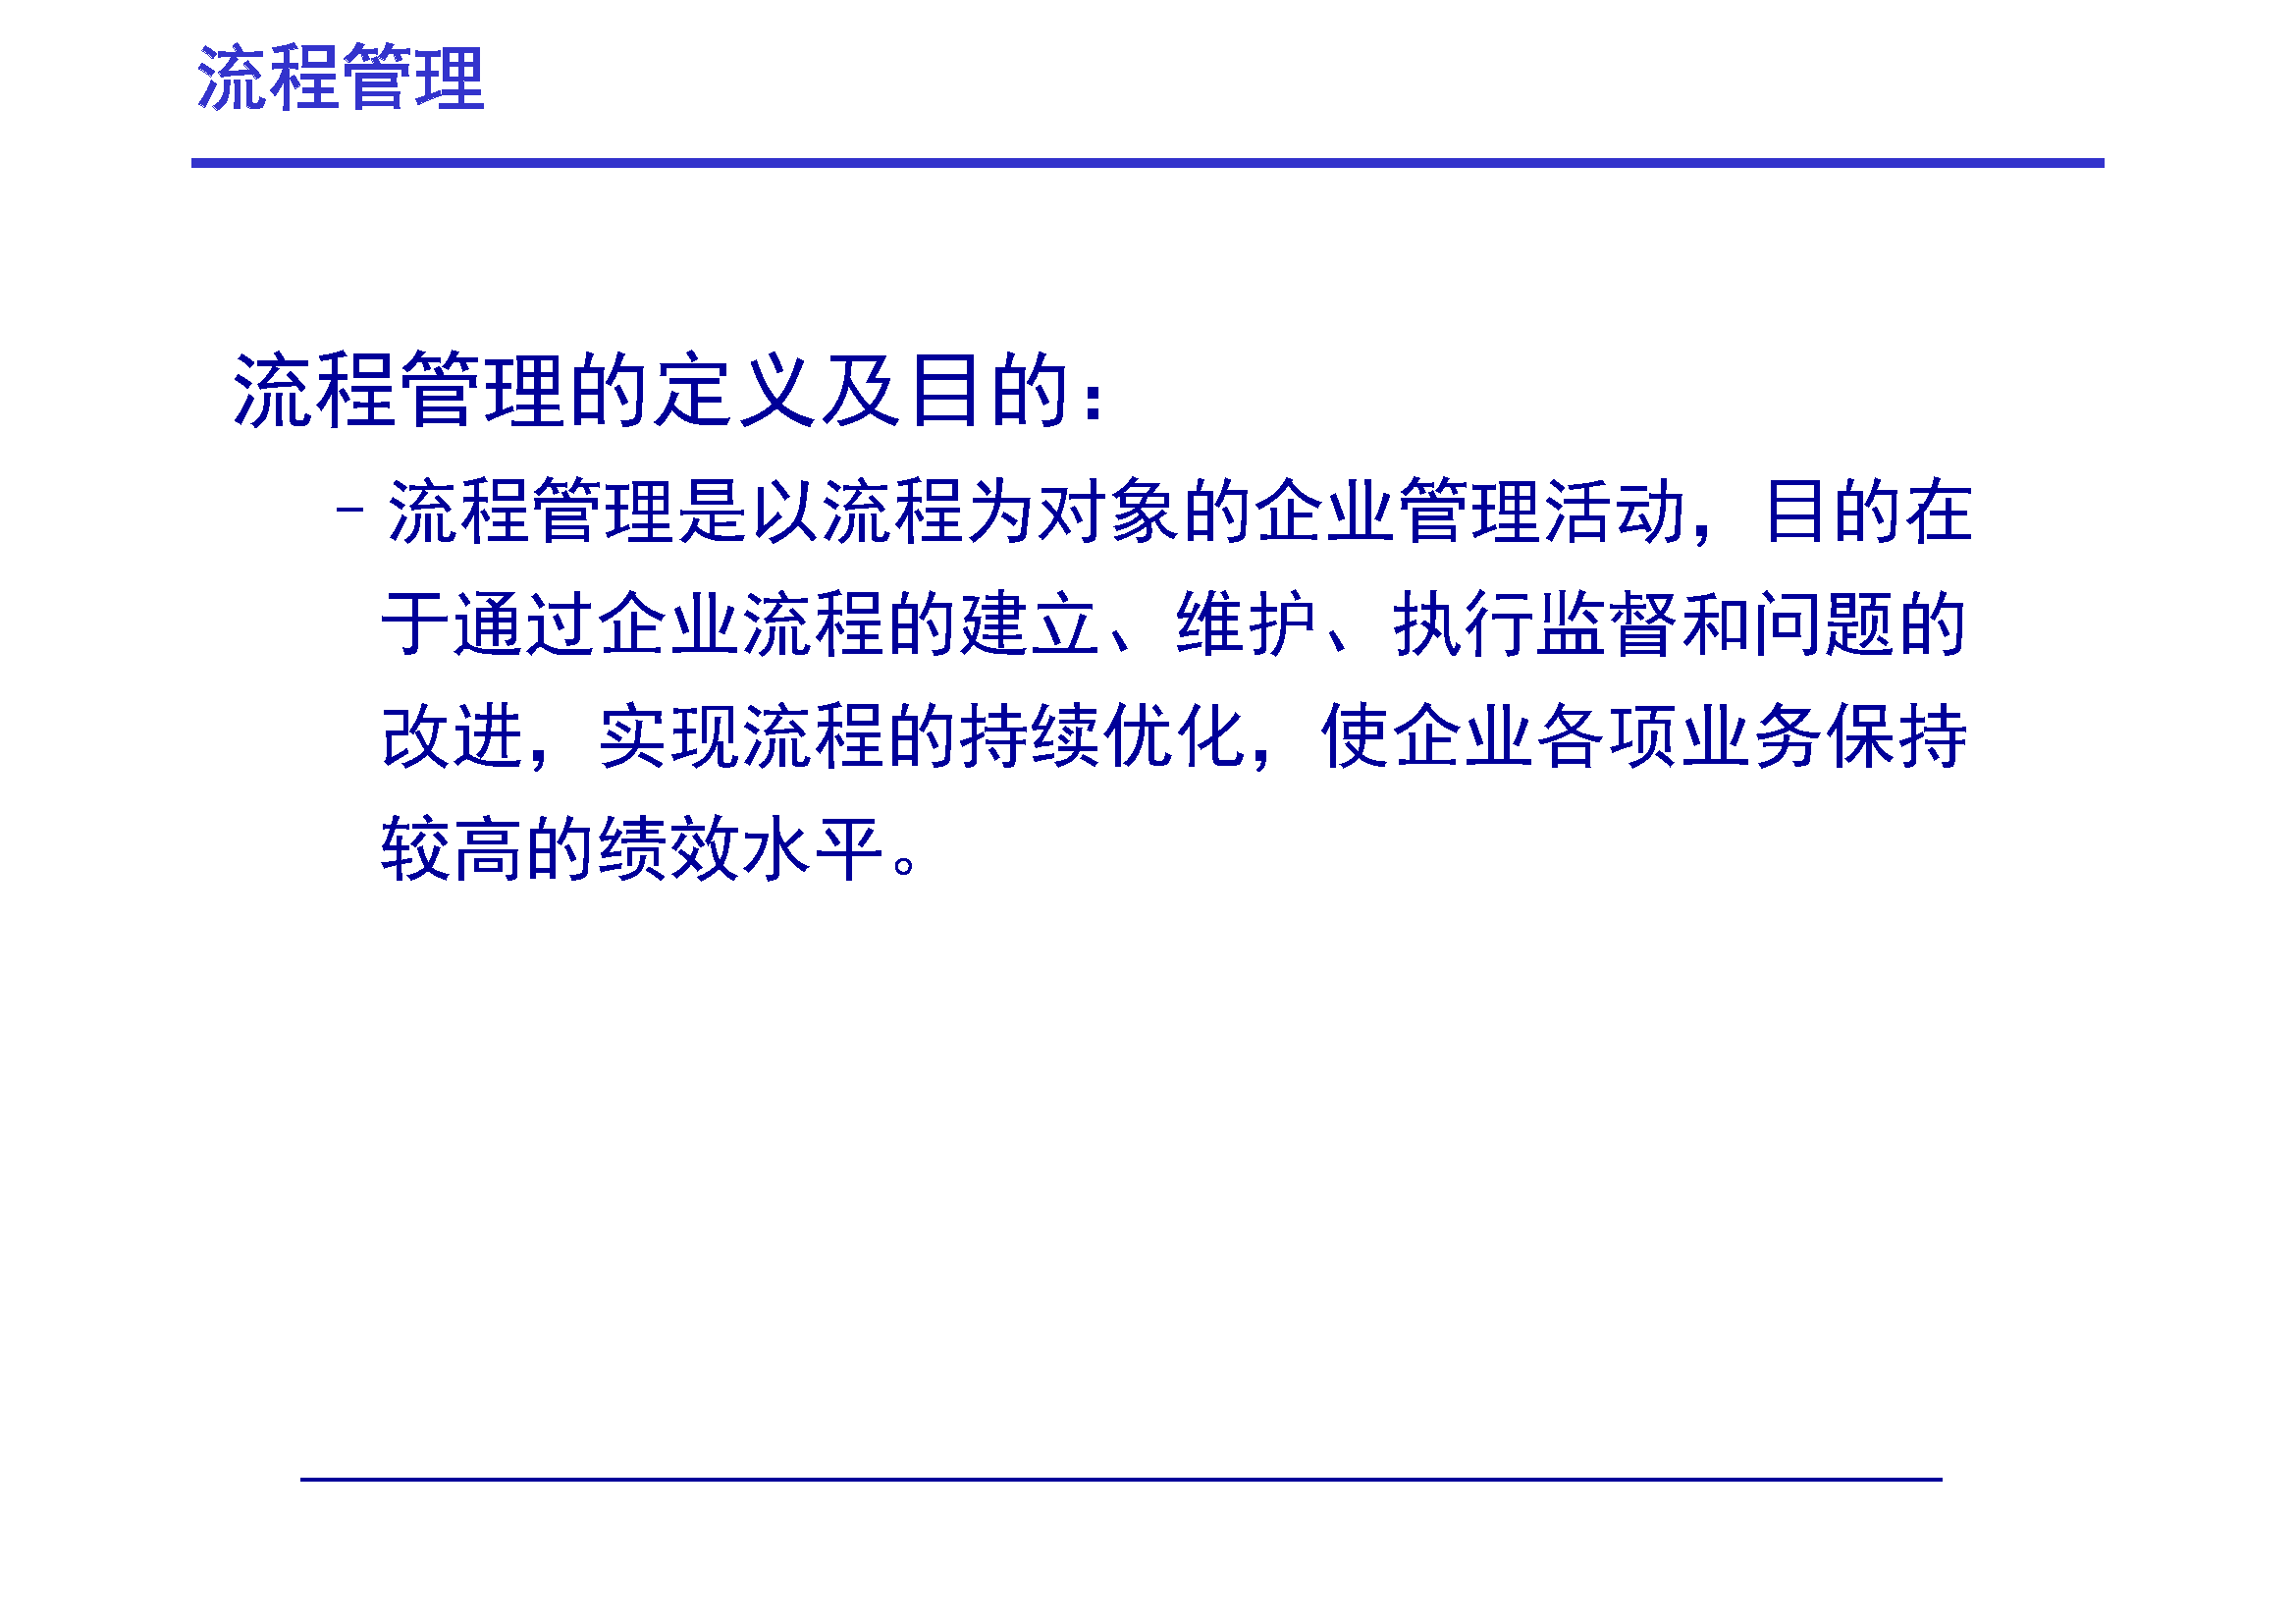 流程管理
流程管理的定义及目的：
－流程管理是以流程为对象的企业管理活动，目的在
于通过企业流程的建立、维护、执行监督和问题的
改进，实现流程的持续优化，使企业各项业务保持
较高的绩效水平。